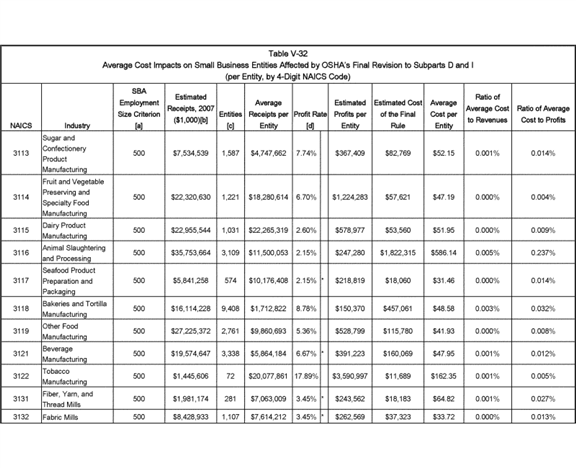 Table V-32
Average Cost Impacts on Small Business Entities Affected by OSHA's Final Revision to Subparts D and I
(per Entity, by 4-Digit NAICS Code)
NAICS Industry SBA Employment Size Criterion [a] Estimated Receipts, 2007 ($1,000)[b] Entities [c] Average Receipts per Entity Profit Rate [d] Estimated Profits per Entity Estimated Cost of the Final Rule Average Cost per Entity Ratio of Average Cost to Revenues Ratio of Average Cost to Profits
3113 Sugar and Confectionery Product Manufacturing 500 $7,534,539 1,587 $4,747,662 7.74% $367,409 $82,769 $52.15 0.001% 0.014%
3114 Fruit and Vegetable Preserving and Specialty Food Manufacturing 500 $22,320,630 1,221 $18,280,614 6.70% $1,224,283 $57,621 $47.19 0.000% 0.004%
3115 Dairy Product Manufacturing 500 $22,955,544 1,031 $22,265,319 2.60% $578,977 $53,560 $51.95 0.000% 0.009%
3116 Animal Slaughtering and Processing 500 $35,753,664 3,109 $11,500,053 2.15% $247,280 $1,822,315 $586.14 0.005% 0.237%
3117 Seafood Product Preparation and Packaging 500 $5,841,258 574 $10,176,408 2.15% * $218,819 $18,060 $31.46 0.000% 0.014%
3118 Bakeries and Tortilla Manufacturing 500 $16,114,228 9,408 $1,712,822 8.78% $150,370 $457,061 $48.58 0.003% 0.032%
3119 Other Food Manufacturing 500 $27,225,372 2,761 $9,860,693 5.36% $528,799 $115,780 $41.93 0.000% 0.008%
3121 Beverage Manufacturing 500 $19,574,647 3,338 $5,864,184 6.67% * $391,223 $160,069 $47.95 0.001% 0.012%
3122 Tobacco Manufacturing 500 $1,445,606 72 $20,077,861 17.89% $3,590,997 $11,689 $162.35 0.001% 0.005%
3131 Fiber, Yarn, and Thread Mills 500 $1,981,174 281 $7,063,009 3.45% * $243,562 $18,183 $64.82 0.001% 0.027%
3132 Fabric Mills 500 $8,428,933 1,107 $7,614,212 3.45% * $262,569 $37,323 $33.72 0.000% 0.013%